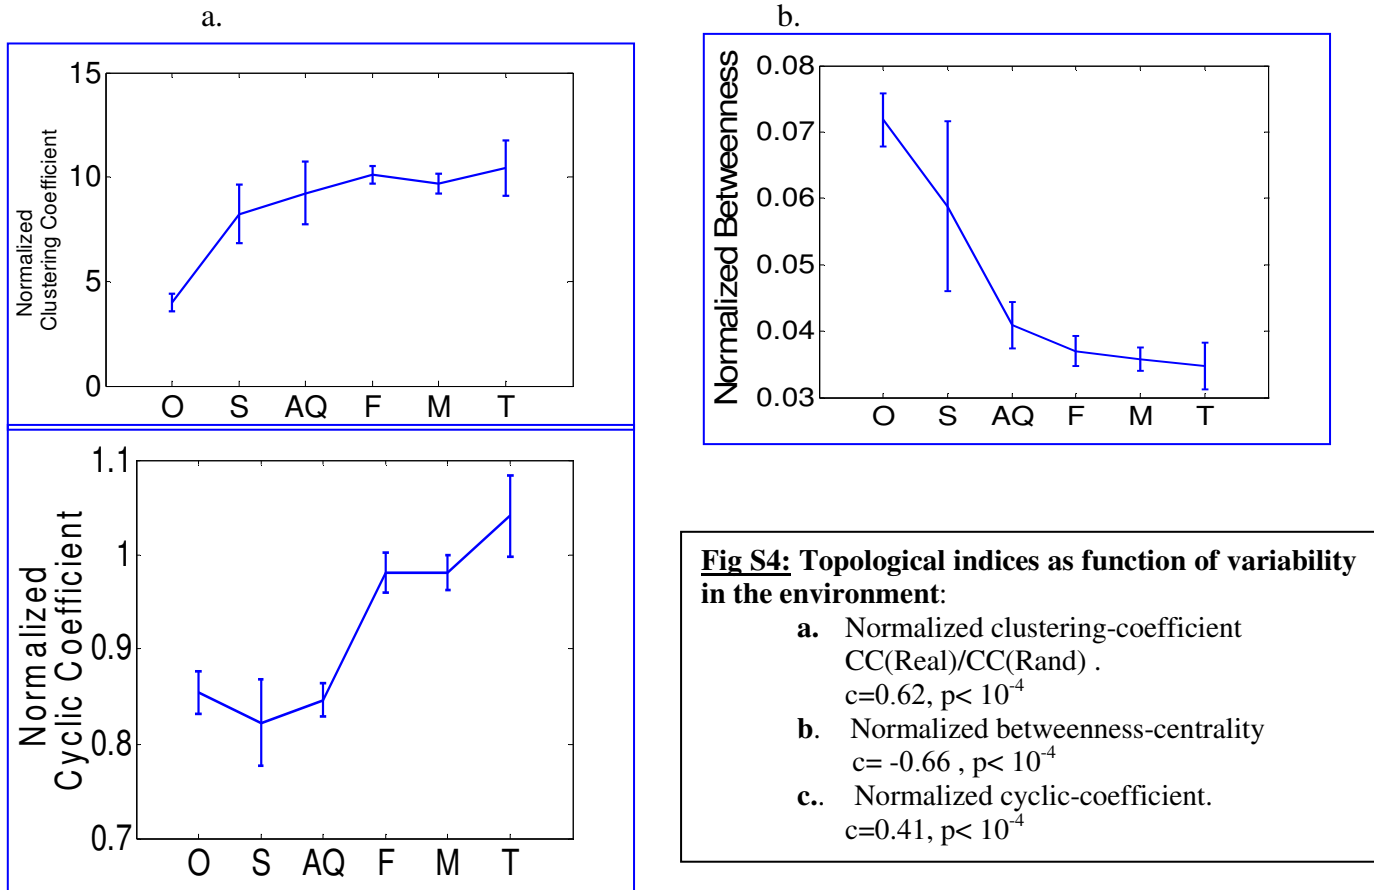 a.
15
10
5
0
Normalized
Clustering Coefficient
O S AQ F M T
1.1
1
0.9
0.8
0.7
Normalized
Cyclic Coefficient
O S AQ F M T
b.
0.08
0.07
0.06
0.05
0.04
0.03
Normalized Betweenness
O S AQ F M T
Fig S4: Topological indices as function of variability
in the environment:
a. Normalized clustering-coefficient
CC(Real)/CC(Rand) .
c=0.62, p< 10⁻⁴
b. Normalized betweenness-centrality
c= -0.66 , p< 10⁻⁴
c.. Normalized cyclic-coefficient.
c=0.41, p< 10⁻⁴